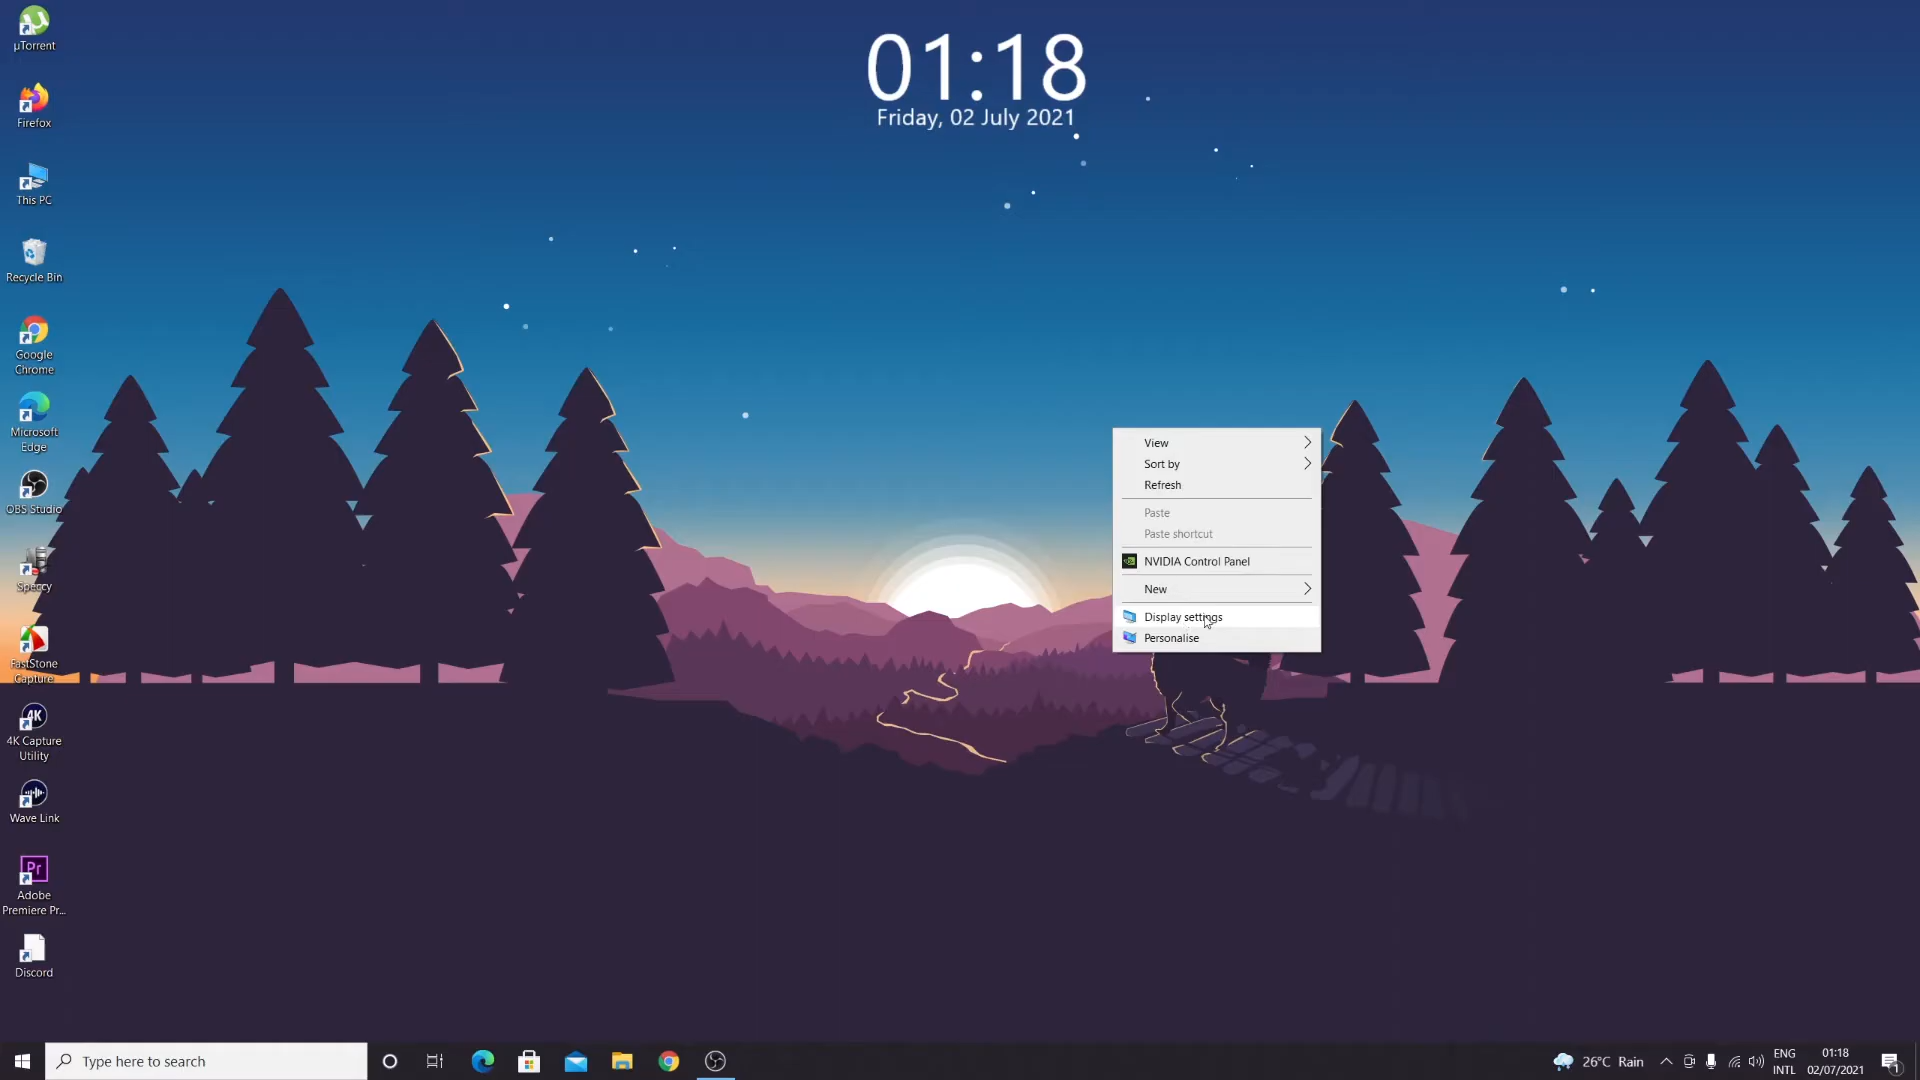 µTorrent
Firefox
This PC
Recycle Bin
Google
Chrome
Microsoft
Edge
OBS Studio
Speccy
FastStone
Capture
4K
4K Capture
Utility
Wave Link
Pr
Adobe
Premiere Pr...
Discord
01:18
Friday, 02 July 2021
View
Sort by
Refresh
Paste
Paste shortcut
NVIDIA Control Panel
New
Display settings
Personalise
Type here to search
26°C Rain
ENG
INTL
01:18
02/07/2021
1